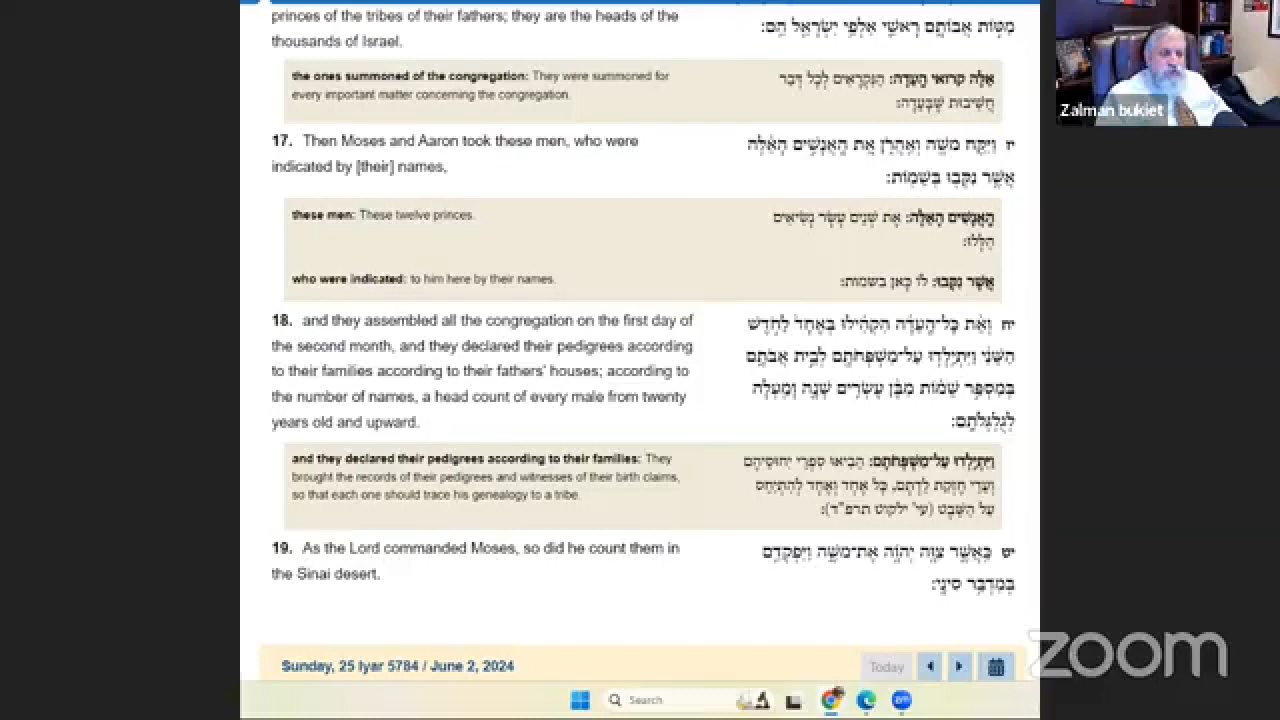 princes of the tribes of their fathers; they are the heads of the
thousands of Israel.
מַטּוֹת אֲבוֹתָם רָאשֵׁי אַלְפֵי יִשְׂרָאֵל הֵם:
the ones summoned of the congregation: They were summoned for
every important matter concerning the congregation.
אֵלֶּה קְרוּאֵי הָעֵדָה: הַנִּקְרָאִים לְכָל דְּבַר
חֲשִׁיבוּת שֶׁבָּעֵדָה:
17. Then Moses and Aaron took these men, who were
indicated by [their] names,
יז וַיִּקַּח מֹשֶׁה וְאַהֲרֹן אֵת הָאֲנָשִׁים הָאֵלֶּה
אֲשֶׁר נִקְּבוּ בְּשֵׁמוֹת:
these men: These twelve princes.
הָאֲנָשִׁים הָאֵלֶּה: אֶת שְׁנֵים עָשָׂר נְשִׂיאִים
הַלָּלוּ:
who were indicated: to him here by their names.
אֲשֶׁר נִקְּבוּ: לוֹ כָּאן בשמות:
18. and they assembled all the congregation on the first day of
the second month, and they declared their pedigrees according
to their families according to their fathers' houses; according to
the number of names, a head count of every male from twenty
years old and upward.
יח וְאֵת כָּל־הָעֵדָה הִקְהִילוּ בְּאֶחָד לַחֹדֶשׁ
הַשֵּׁנִי וַיִּתְיַלְדוּ עַל־מִשְׁפְּחֹתָם לְבֵית אֲבֹתָם
בְּמִסְפַּר שֵׁמוֹת מִבֶּן עֶשְׂרִים שָׁנָה וָמַעְלָה
לְגֻלְגְּלֹתָם:
and they declared their pedigrees according to their families: They
brought the records of their pedigrees and witnesses of their birth claims,
so that each one should trace his genealogy to a tribe.
וַיִּתְיַלְדוּ עַל־מִשְׁפְּחֹתָם: הֵבִיאוּ סִפְרֵי יִחוּסֵיהֶם
וְעֵדֵי חֶזְקַת לֵדָתָם, כָּל אֶחָד וְאֶחָד לְהִתְיַחֵס
עַל הַשֵּׁבֶט (עי' ילקוט תרפ"ד):
19. As the Lord commanded Moses, so did he count them in
the Sinai desert.
יט כַּאֲשֶׁר צִוָּה יְהוָֹה אֶת־מֹשֶׁה וַיִּפְקְדֵם
בְּמִדְבַּר סִינָי:
Sunday, 25 Iyar 5784 / June 2, 2024
Today
Search
zm
Zalman bukiet
zoom